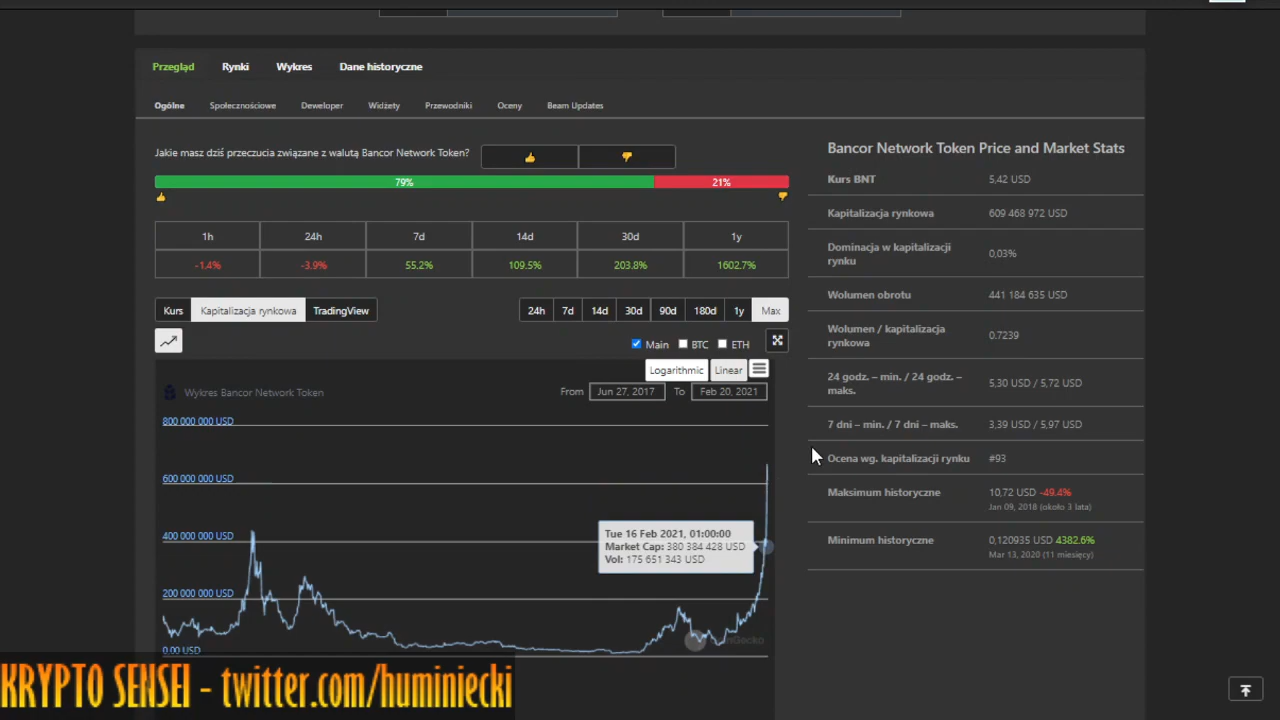 Przegląd Rynki Wykres Dane historyczne
Ogólne Społecznościowe Deweloper Widżety Przewodniki Oceny Beam Updates
Jakie masz dziś przeczucia związane z walutą Bancor Network Token?
79% 21%
1h 24h 7d 14d 30d 1y
-1.4% -3.9% 55.2% 109.5% 203.8% 1602.7%
Kurs Kapitalizacja rynkowa TradingView 24h 7d 14d 30d 90d 180d 1y Max
Main BTC ETH
Logarithmic Linear
Wykres Bancor Network Token From Jun 27, 2017 To Feb 20, 2021
800 000 000 USD
600 000 000 USD
400 000 000 USD
200 000 000 USD
0.00 USD
Tue 16 Feb 2021, 01:00:00
Market Cap: 380 384 428 USD
Vol: 175 651 343 USD
Bancor Network Token Price and Market Stats
Kurs BNT 5,42 USD
Kapitalizacja rynkowa 609 468 972 USD
Dominacja w kapitalizacji
rynku 0,03%
Wolumen obrotu 441 184 635 USD
Wolumen / kapitalizacja
rynkowa 0.7239
24 godz. – min. / 24 godz. –
maks. 5,30 USD / 5,72 USD
7 dni – min. / 7 dni – maks. 3,39 USD / 5,97 USD
Ocena wg. kapitalizacji rynku #93
Maksimum historyczne 10,72 USD -49.4%
Jan 09, 2018 (około 3 lata)
Minimum historyczne 0,120935 USD 4382.6%
Mar 13, 2020 (11 miesięcy)
KRYPTO SENSEI - twitter.com/huminiecki